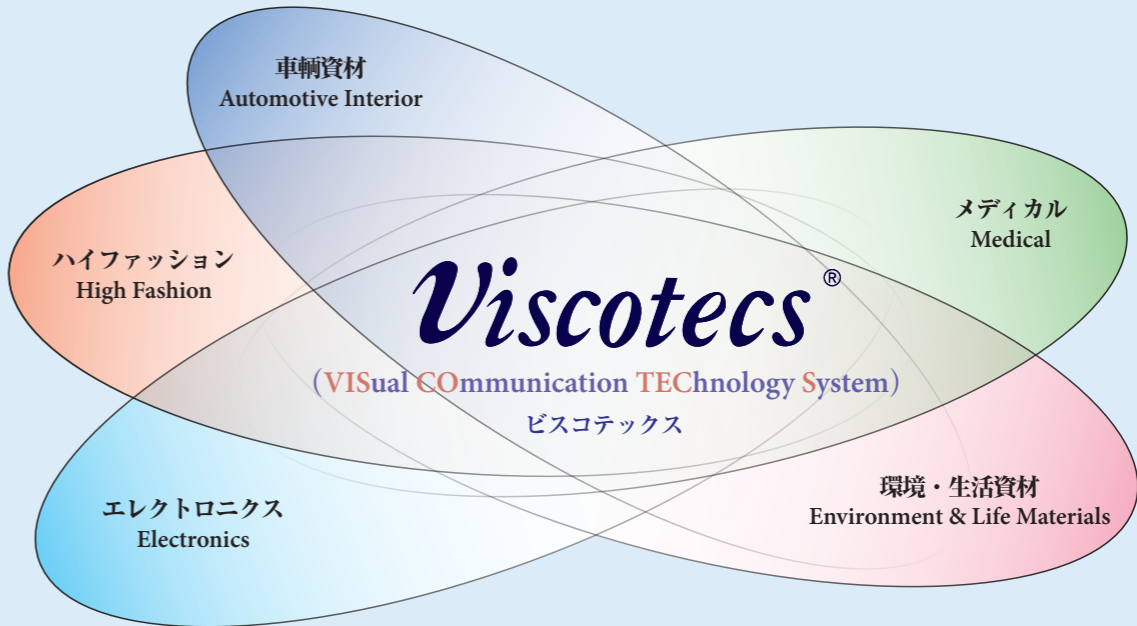 車輌資材
Automotive Interior
メディカル
Medical
ハイファッション
High Fashion
Viscotecs®
(VISual COmmunication TEChnology System)
ビスコテックス
環境・生活資材
Environment & Life Materials
エレクトロニクス
Electronics